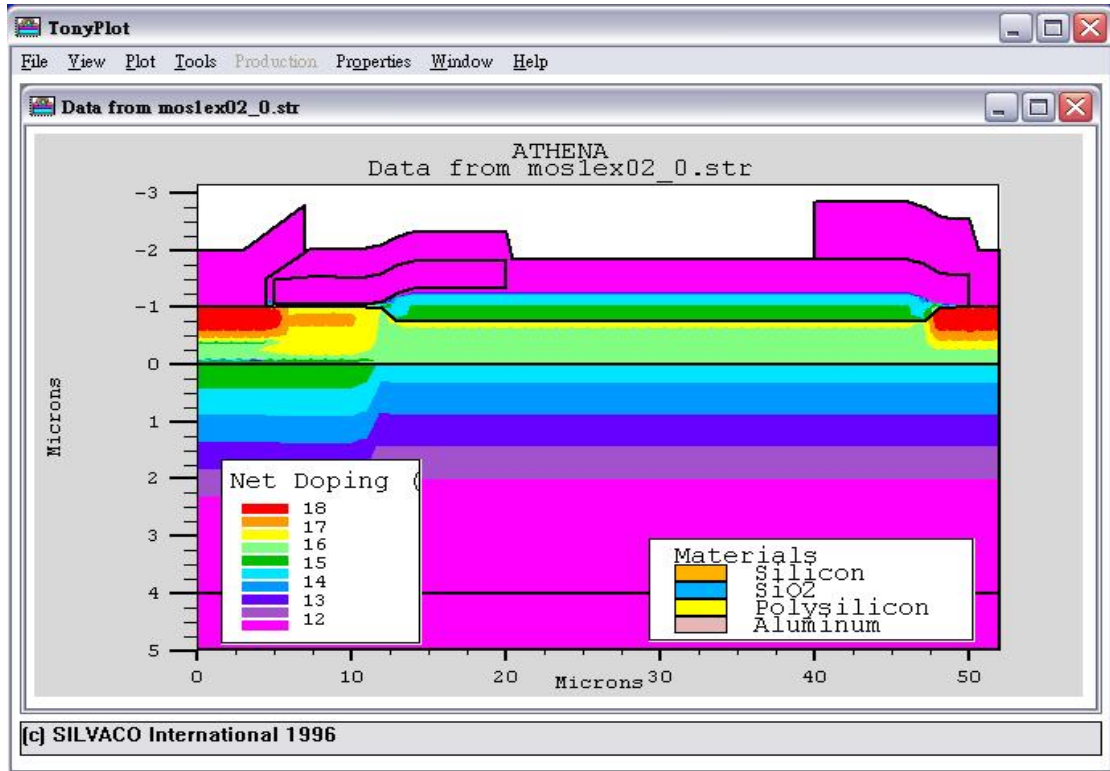 TonyPlot
File View Plot Tools Production Properties Window Help
Data from mos1ex02_0.str
ATHENA
Data from mos1ex02_0.str
-3
-2
-1
0
1
2
3
4
5
Microns
Net Doping (
18
17
16
15
14
13
12
Materials
Silicon
SiO2
Polysilicon
Aluminum
0 10 20 30 40 50
Microns
(c) SILVACO International 1996